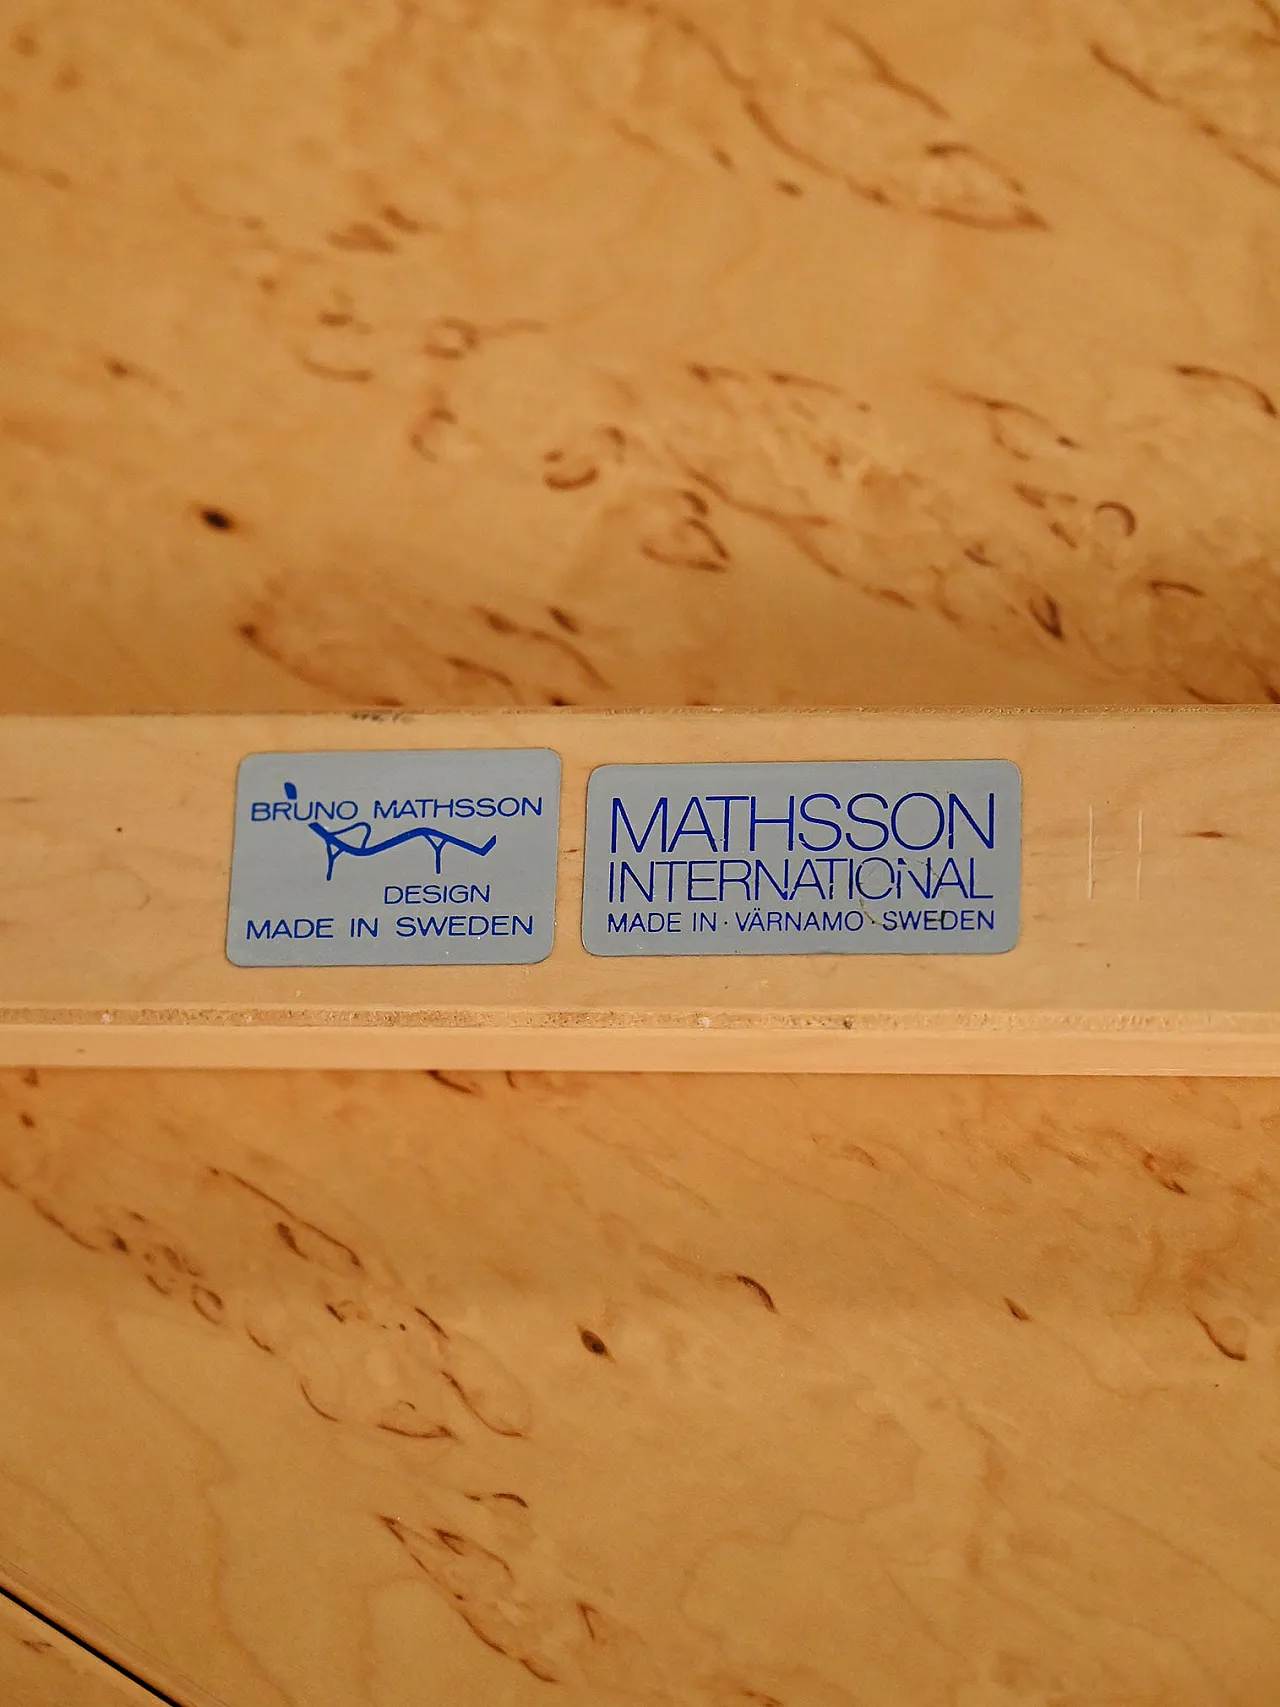 BRUNO MATHSSON
DESIGN
MADE IN SWEDEN
MATHSSON
INTERNATIONAL
MADE IN · VÄRNAMO · SWEDEN